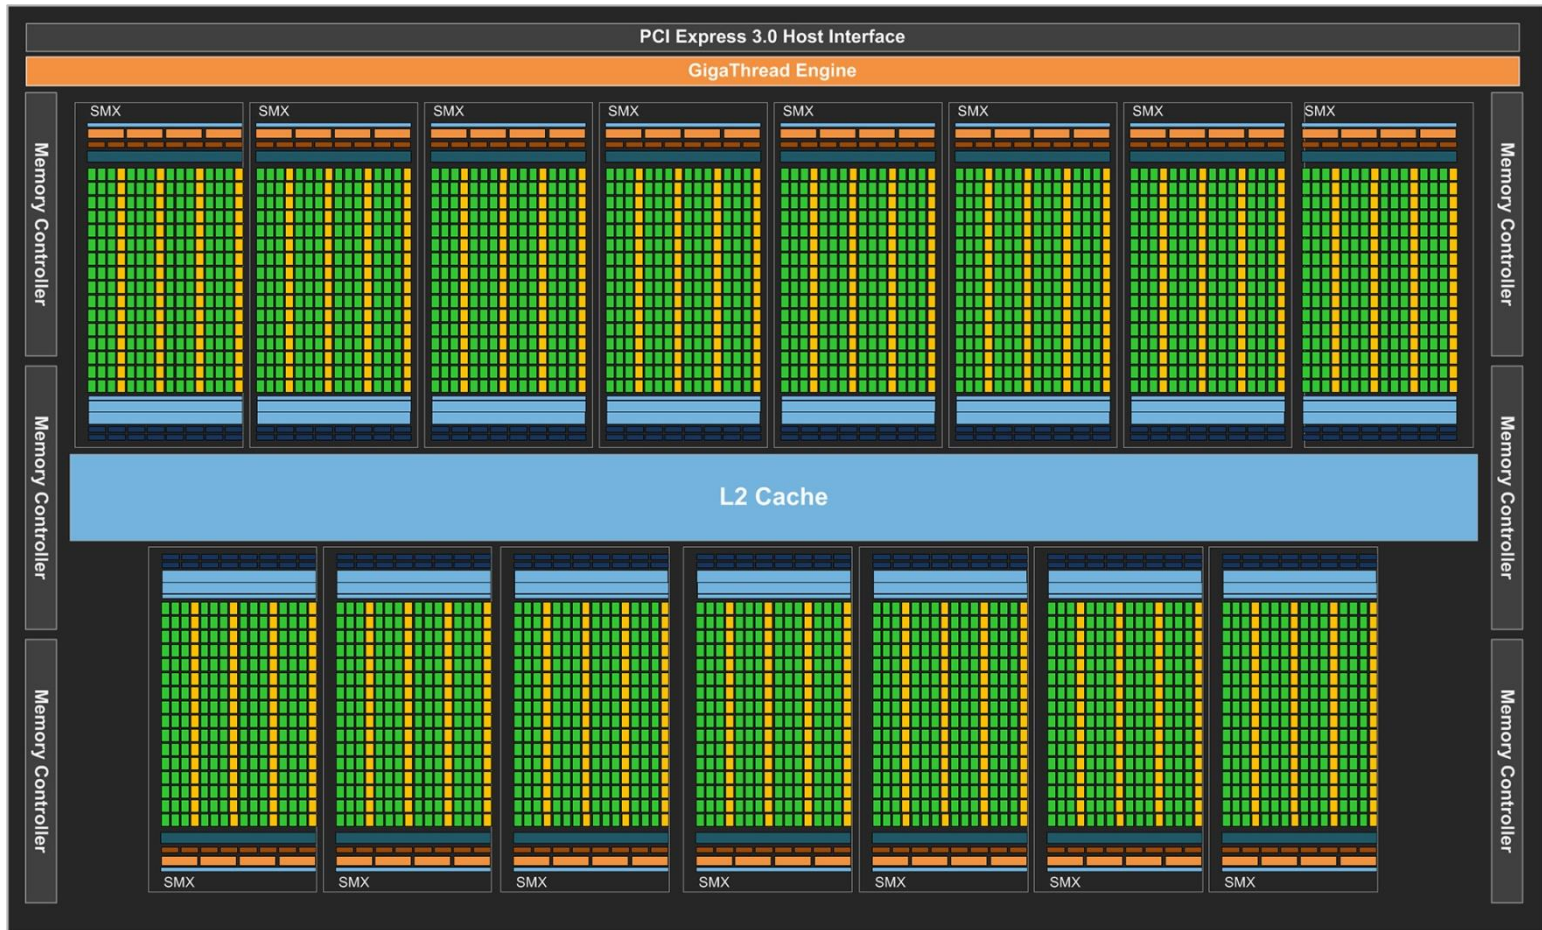 PCI Express 3.0 Host Interface
GigaThread Engine
SMX SMX SMX SMX SMX SMX SMX SMX
Memory Controller
Memory Controller
Memory Controller
Memory Controller
L2 Cache
Memory Controller
Memory Controller
SMX SMX SMX SMX SMX SMX SMX